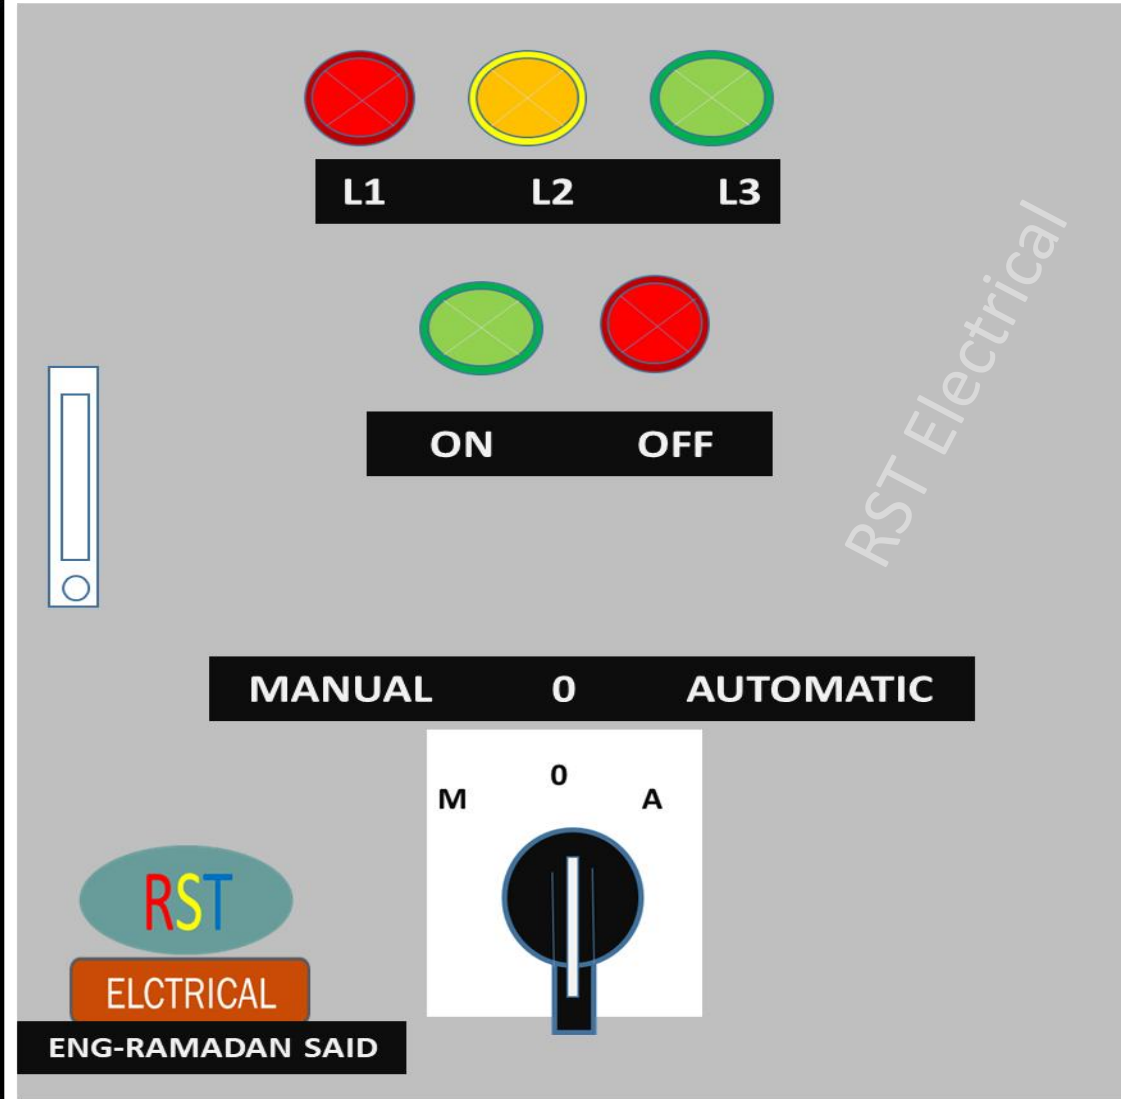 L1 L2 L3
ON OFF
RST Electrical
MANUAL 0 AUTOMATIC
0
M A
RST
ELCTRICAL
ENG-RAMADAN SAID